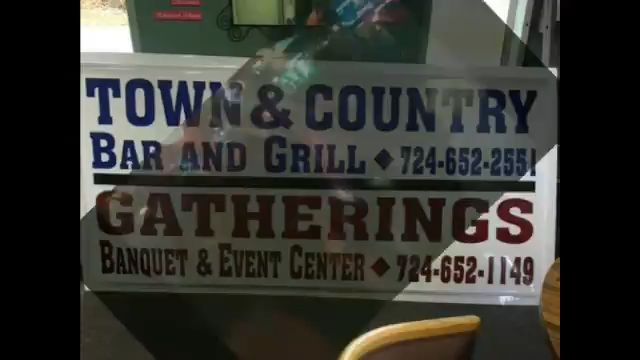 TOWN & COUNTRY
BAR AND GRILL ◆ 724-652-2551
GATHERINGS
BANQUET & EVENT CENTER ◆ 724-652-1149